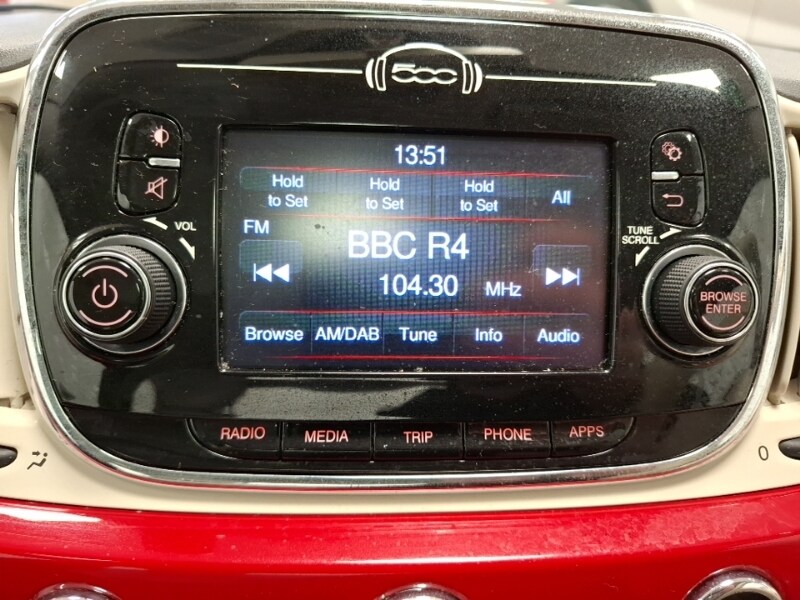 500
13:51
Hold to Set
Hold to Set
Hold to Set
All
VOL
TUNE
SCROLL
FM
BBC R4
104.30 MHz
BROWSE
ENTER
Browse AM/DAB Tune Info Audio
RADIO MEDIA TRIP PHONE APPS
0